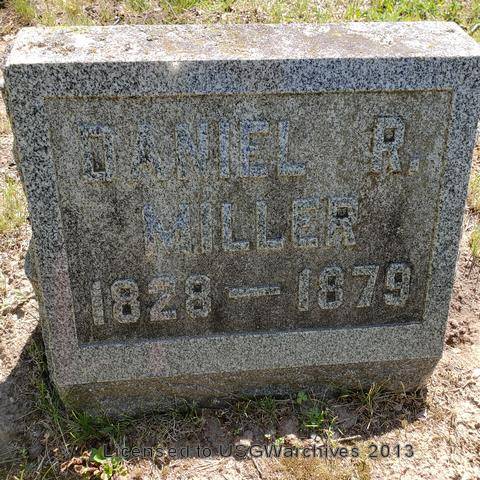 DANIEL R.
MILLER
1828 — 1879
Licensed to USGWarchives 2013